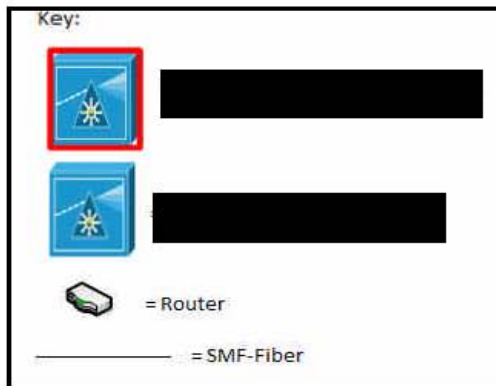 Key:
=
= Router
= SMF-Fiber